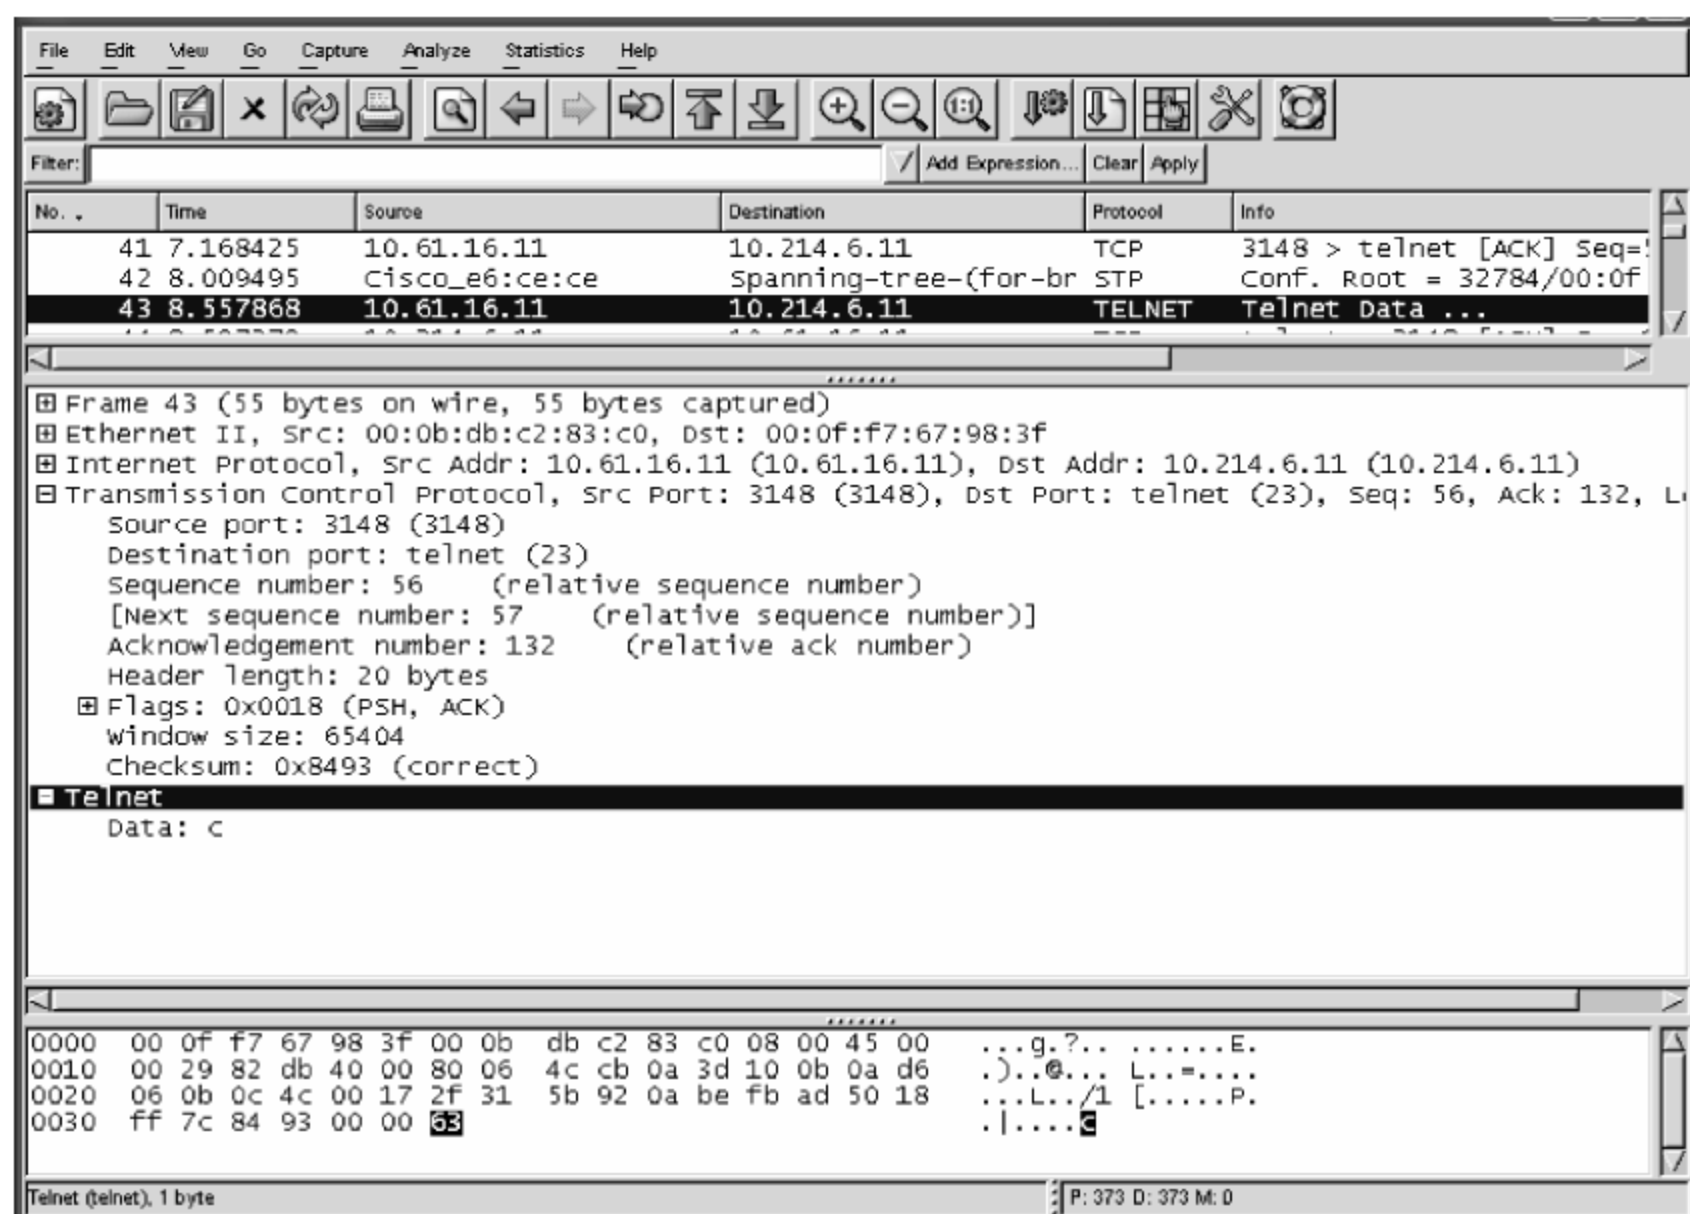 File Edit View Go Capture Analyze Statistics Help
Filter: Add Expression... Clear Apply
No. . Time Source Destination Protocol Info
41 7.168425 10.61.16.11 10.214.6.11 TCP 3148 > telnet [ACK] Seq=
42 8.009495 Cisco_e6:ce:ce Spanning-tree-(for-br STP Conf. Root = 32784/00:0f
43 8.557868 10.61.16.11 10.214.6.11 TELNET Telnet Data ...
Frame 43 (55 bytes on wire, 55 bytes captured)
Ethernet II, Src: 00:0b:db:c2:83:c0, Dst: 00:0f:f7:67:98:3f
Internet Protocol, Src Addr: 10.61.16.11 (10.61.16.11), Dst Addr: 10.214.6.11 (10.214.6.11)
Transmission Control Protocol, Src Port: 3148 (3148), Dst Port: telnet (23), Seq: 56, Ack: 132, L
Source port: 3148 (3148)
Destination port: telnet (23)
Sequence number: 56 (relative sequence number)
[Next sequence number: 57 (relative sequence number)]
Acknowledgement number: 132 (relative ack number)
Header length: 20 bytes
Flags: 0x0018 (PSH, ACK)
Window size: 65404
Checksum: 0x8493 (correct)
Telnet
Data: c
0000 00 0f f7 67 98 3f 00 0b db c2 83 c0 08 00 45 00 ...g.?.. ......E.
0010 00 29 82 db 40 00 80 06 4c cb 0a 3d 10 0b 0a d6 .)..@... L..=....
0020 06 0b 0c 4c 00 17 2f 31 5b 92 0a be fb ad 50 18 ...L../1 [.....P.
0030 ff 7c 84 93 00 00 63 .|....c
Telnet (telnet), 1 byte P: 373 D: 373 M: 0